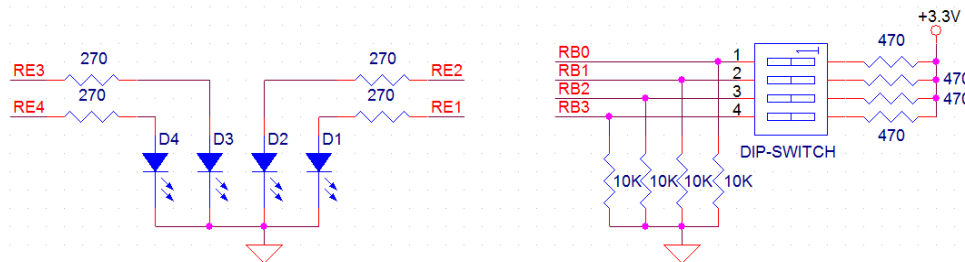 +3.3V
270
270
RB0
1
1
470
RE3
RE2
RB1
2
470
270
270
RB2
3
470
RE4
RE1
RB3
4
470
D4
D3
D2
D1
DIP-SWITCH
10K
10K
10K
10K